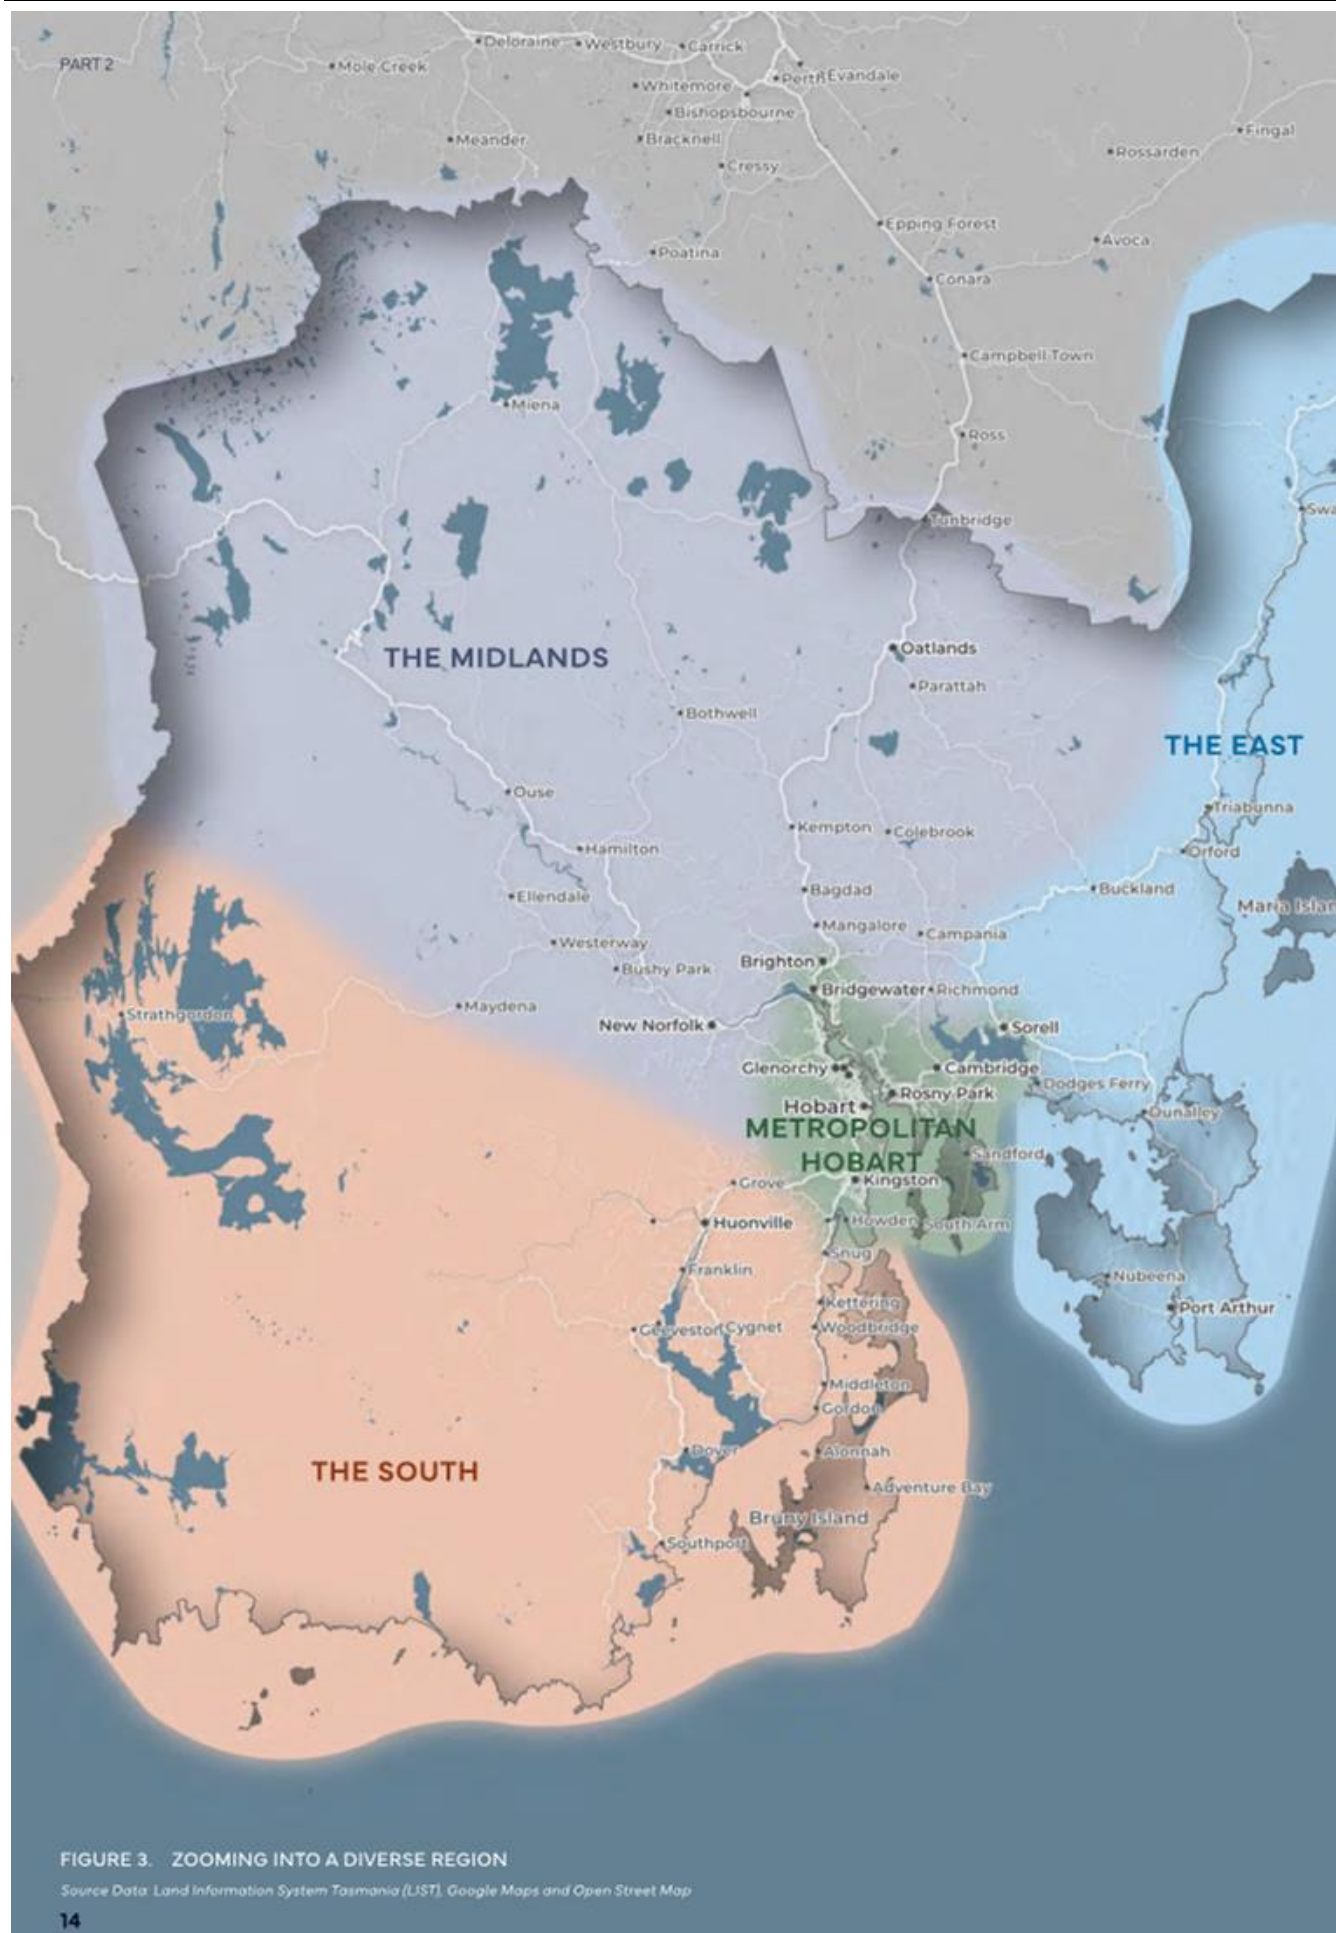 PART 2
Deloraine
Westbury
Carrick
Mole Creek
Perth
Evandale
Whitemore
Bishopsbourne
Bracknell
Meander
Cressy
Fingal
Rossarden
Epping Forest
Avoca
Poatina
Conara
Campbell Town
Miena
Ross
Tunbridge
Swa
Oatlands
THE MIDLANDS
Parattah
Bothwell
THE EAST
Ouse
Triabunna
Kempton
Colebrook
Hamilton
Orford
Ellendale
Bagdad
Buckland
Maria Islan
Mangalore
Campania
Westerway
Brighton
Bushy Park
Bridgewater
Richmond
Maydena
Strathgordon
New Norfolk
Sorell
Glenorchy
Cambridge
Dodges Ferry
Rosny Park
Hobart
Dunalley
METROPOLITAN
HOBART
Sandford
Kingston
Grove
Huonville
Howden
South Arm
Snug
Franklin
Nubeena
Kettering
Port Arthur
Geeveston
Cygnet
Woodbridge
Middleton
Gordon
Dover
Alonnah
THE SOUTH
Adventure Bay
Bruny Island
Southport
FIGURE 3. ZOOMING INTO A DIVERSE REGION
Source Data: Land Information System Tasmania (LIST), Google Maps and Open Street Map
14